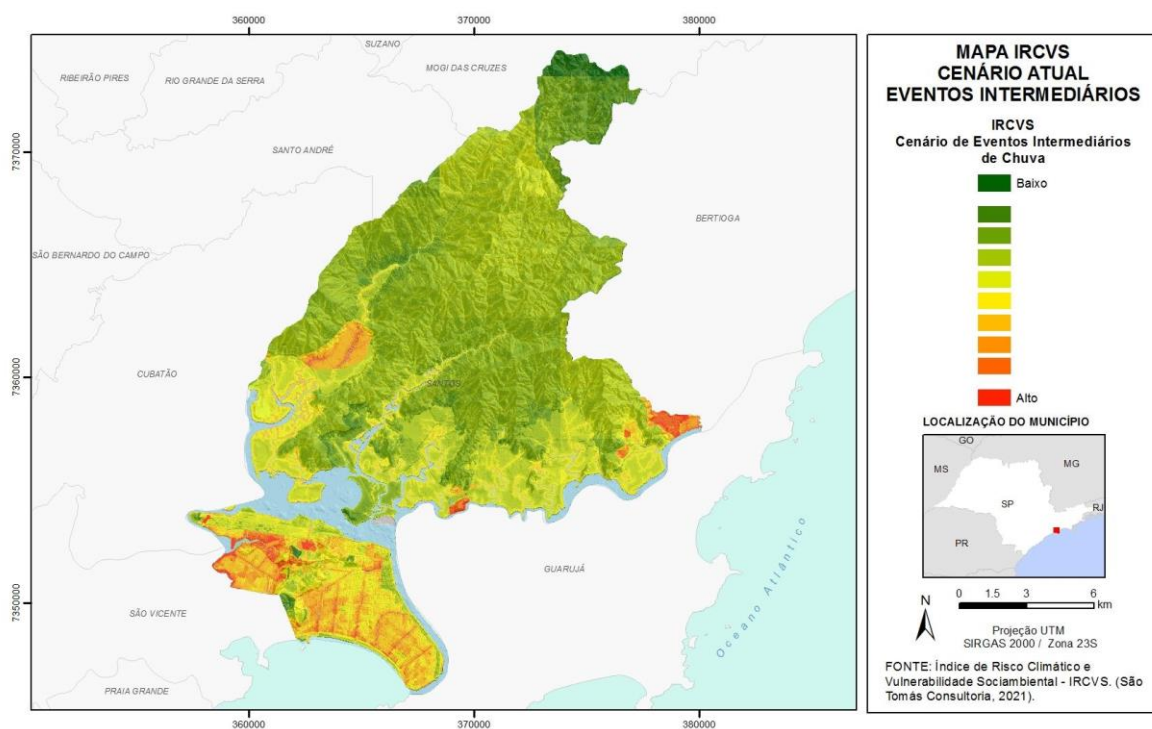 360000
370000
380000
SUZANO
MOGI DAS CRUZES
RIBEIRÃO PIRES
RIO GRANDE DA SERRA
7370000
SANTO ANDRÉ
BERTIOGA
SÃO BERNARDO DO CAMPO
CUBATÃO
7360000
SANTOS
GUARUJÁ
Oceano Atlântico
SÃO VICENTE
7350000
PRAIA GRANDE
360000
370000
380000
MAPA IRCVS
CENÁRIO ATUAL
EVENTOS INTERMEDIÁRIOS
IRCVS
Cenário de Eventos Intermediários
de Chuva
Baixo
Alto
LOCALIZAÇÃO DO MUNICÍPIO
GO
MS
MG
SP
RJ
PR
N
0 1.5 3 6
km
Projeção UTM
SIRGAS 2000 / Zona 23S
FONTE: Índice de Risco Climático e
Vulnerabilidade Sociambiental - IRCVS. (São
Tomás Consultoria, 2021).